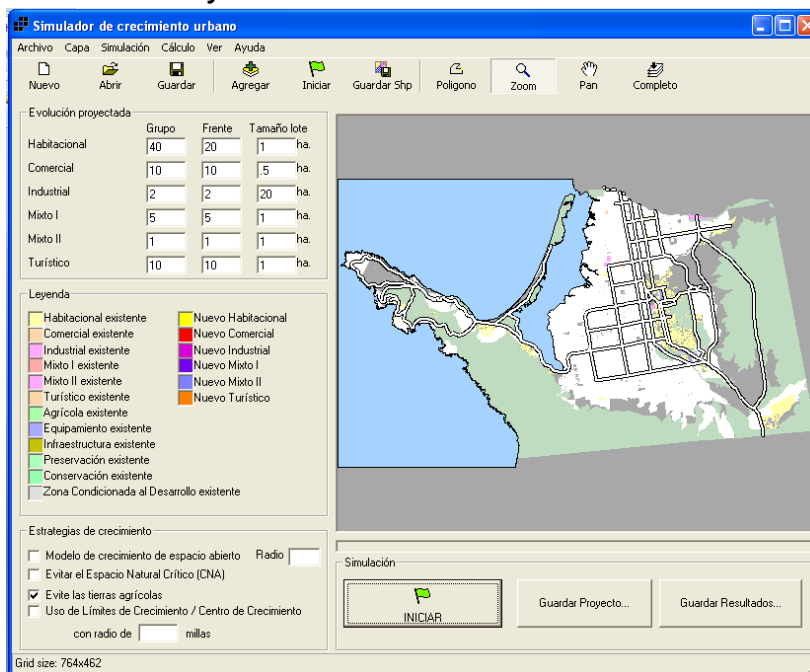 Simulador de crecimiento urbano
Archivo Capa Simulación Cálculo Ver Ayuda
Nuevo Abrir Guardar Agregar Iniciar Guardar Shp Poligono Zoom Pan Completo
Evolución proyectada
Grupo Frente Tamaño lote
Habitacional 40 20 1 ha.
Comercial 10 10 .5 ha.
Industrial 2 2 20 ha.
Mixto I 5 5 1 ha.
Mixto II 1 1 1 ha.
Turístico 10 10 1 ha.
Leyenda
Habitacional existente Nuevo Habitacional
Comercial existente Nuevo Comercial
Industrial existente Nuevo Industrial
Mixto I existente Nuevo Mixto I
Mixto II existente Nuevo Mixto II
Turístico existente Nuevo Turístico
Agrícola existente
Equipamiento existente
Infraestructura existente
Preservación existente
Conservación existente
Zona Condicionada al Desarrollo existente
Estrategias de crecimiento
Modelo de crecimiento de espacio abierto Radio
Evitar el Espacio Natural Crítico (CNA)
Evite las tierras agrícolas
Uso de Límites de Crecimiento / Centro de Crecimiento
con radio de millas
Simulación
INICIAR Guardar Proyecto... Guardar Resultados...
Grid size: 764x462